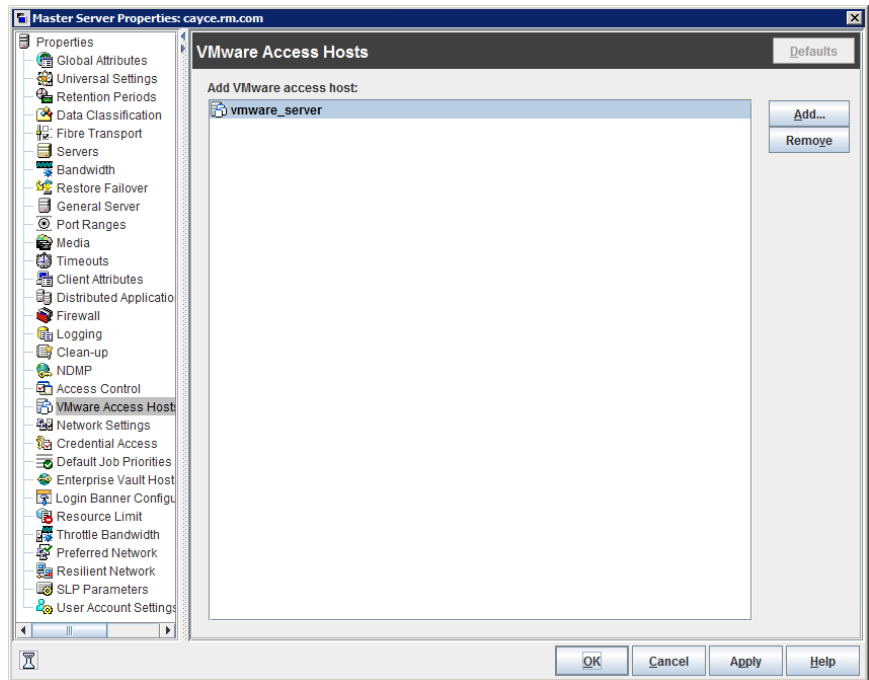 Master Server Properties: cayce.rm.com
Properties
Global Attributes
Universal Settings
Retention Periods
Data Classification
Fibre Transport
Servers
Bandwidth
Restore Failover
General Server
Port Ranges
Media
Timeouts
Client Attributes
Distributed Applicatio
Firewall
Logging
Clean-up
NDMP
Access Control
VMware Access Hosts
Network Settings
Credential Access
Default Job Priorities
Enterprise Vault Host
Login Banner Configu
Resource Limit
Throttle Bandwidth
Preferred Network
Resilient Network
SLP Parameters
User Account Settings
VMware Access Hosts
Defaults
Add VMware access host:
vmware_server
Add...
Remove
OK
Cancel
Apply
Help